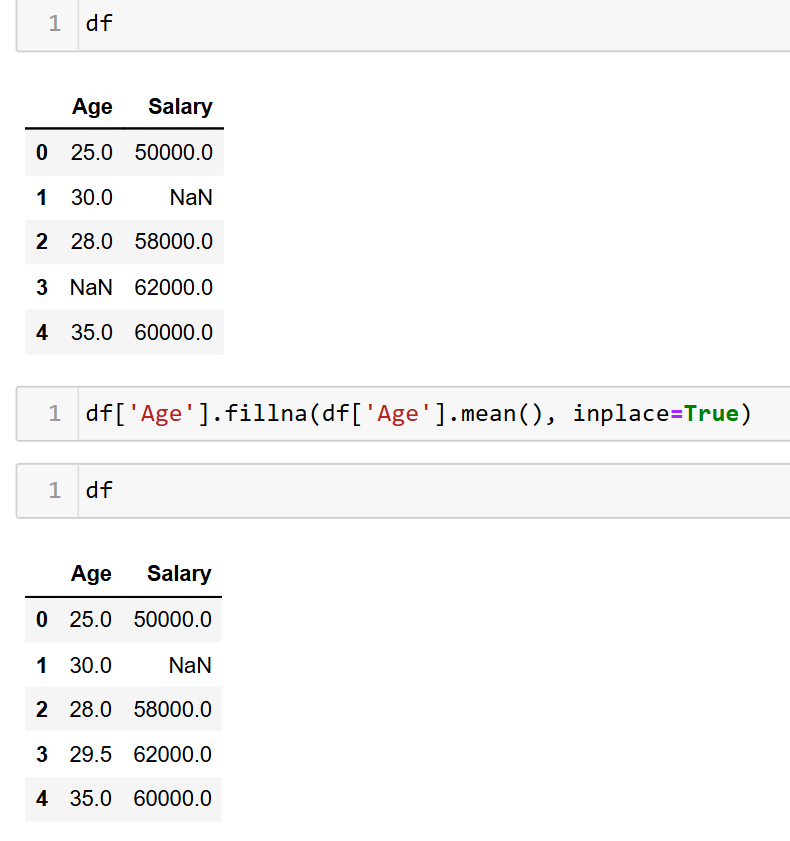 1 df
Age Salary
0 25.0 50000.0
1 30.0 NaN
2 28.0 58000.0
3 NaN 62000.0
4 35.0 60000.0
1 df['Age'].fillna(df['Age'].mean(), inplace=True)
1 df
Age Salary
0 25.0 50000.0
1 30.0 NaN
2 28.0 58000.0
3 29.5 62000.0
4 35.0 60000.0